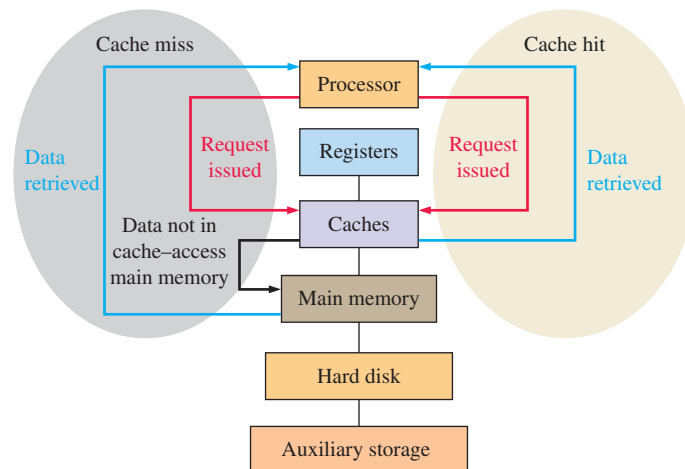 Cache miss
Cache hit
Processor
Request
issued
Request
issued
Data
retrieved
Data
retrieved
Registers
Caches
Data not in
cache–access
main memory
Main memory
Hard disk
Auxiliary storage